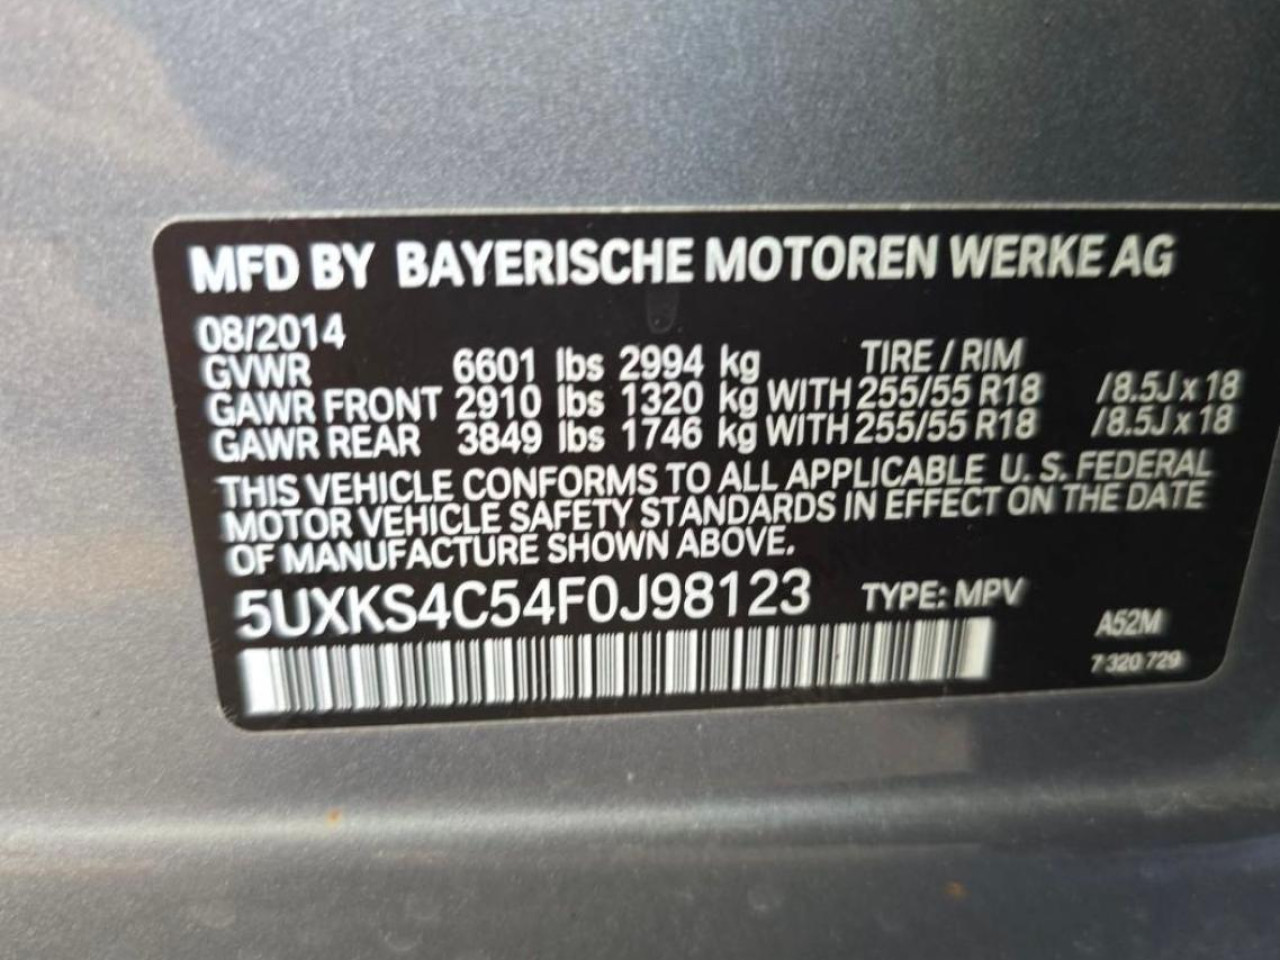 MFD BY BAYERISCHE MOTOREN WERKE AG
08/2014
GVWR 6601 lbs 2994 kg TIRE / RIM
GAWR FRONT 2910 lbs 1320 kg WITH 255/55 R18 /8.5J x 18
GAWR REAR 3849 lbs 1746 kg WITH 255/55 R18 /8.5J x 18
THIS VEHICLE CONFORMS TO ALL APPLICABLE U. S. FEDERAL
MOTOR VEHICLE SAFETY STANDARDS IN EFFECT ON THE DATE
OF MANUFACTURE SHOWN ABOVE.
5UXKS4C54F0J98123 TYPE: MPV
A52M
7 320 729